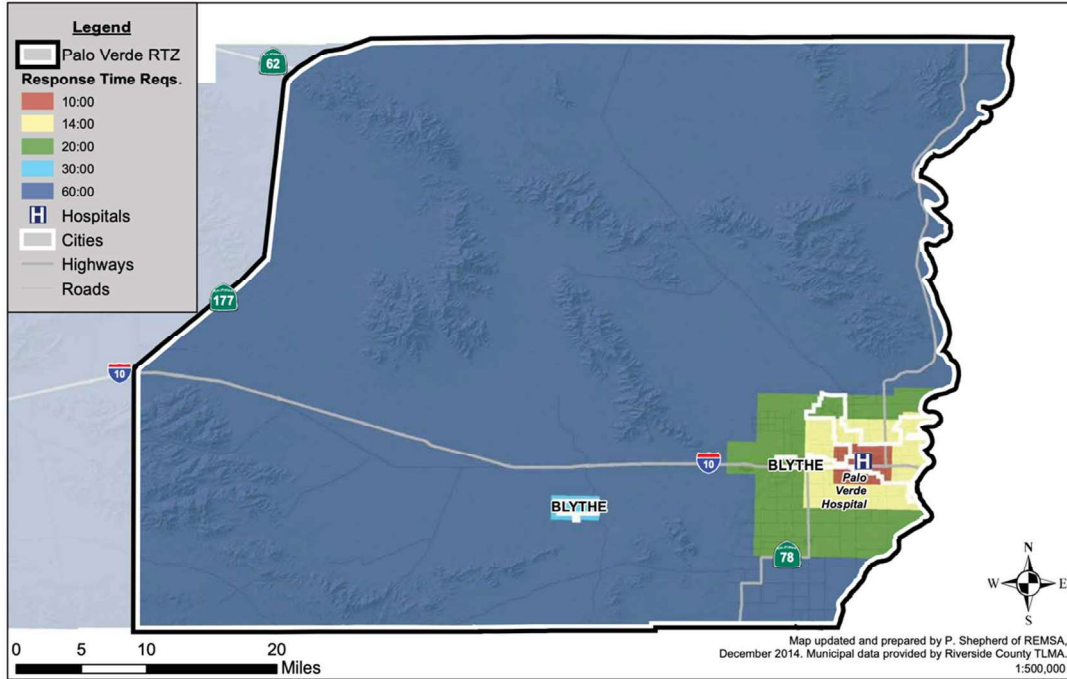 Legend
Palo Verde RTZ
Response Time Reqs.
10:00
14:00
20:00
30:00
60:00
H Hospitals
Cities
Highways
Roads
62
177
10
10
BLYTHE
H
Palo
Verde
Hospital
BLYTHE
CALIFORNIA
78
N
W E
S
0 5 10 20
Miles
Map updated and prepared by P. Shepherd of REMSA,
December 2014. Municipal data provided by Riverside County TLMA.
1:500,000